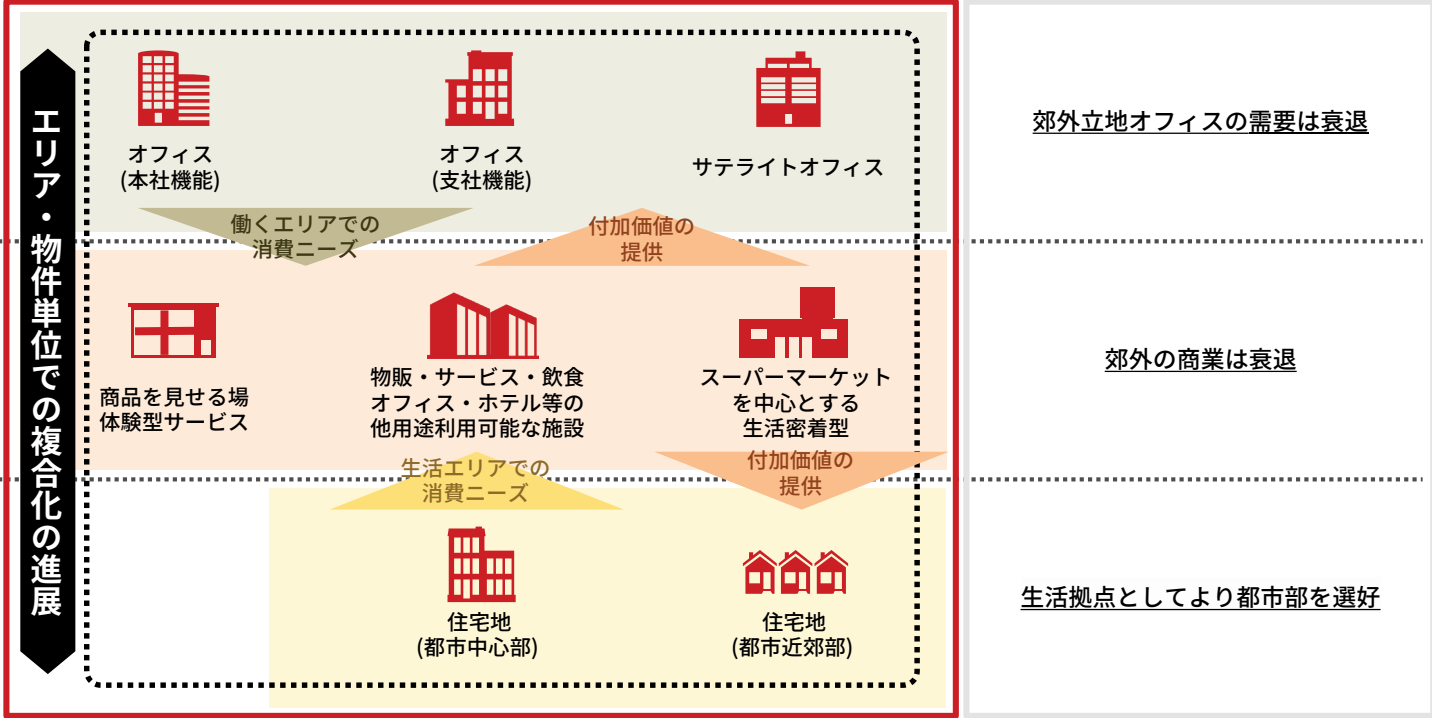 エリア・物件単位での複合化の進展
オフィス
(本社機能)
オフィス
(支社機能)
サテライトオフィス
郊外立地オフィスの需要は衰退
働くエリアでの
消費ニーズ
付加価値の
提供
商品を見せる場
体験型サービス
物販・サービス・飲食
オフィス・ホテル等の
他用途利用可能な施設
スーパーマーケット
を中心とする
生活密着型
郊外の商業は衰退
生活エリアでの
消費ニーズ
付加価値の
提供
住宅地
(都市中心部)
住宅地
(都市近郊部)
生活拠点としてより都市部を選好